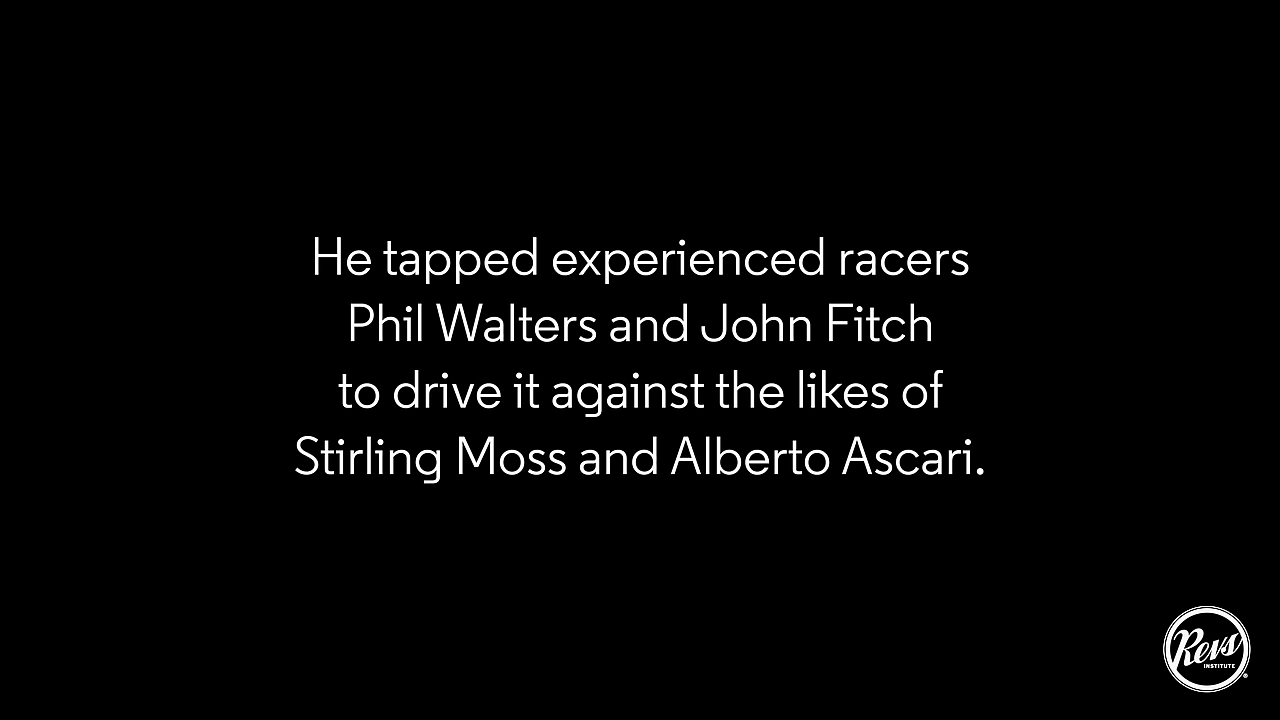 He tapped experienced racers
Phil Walters and John Fitch
to drive it against the likes of
Stirling Moss and Alberto Ascari.
Revs
INSTITUTE
®